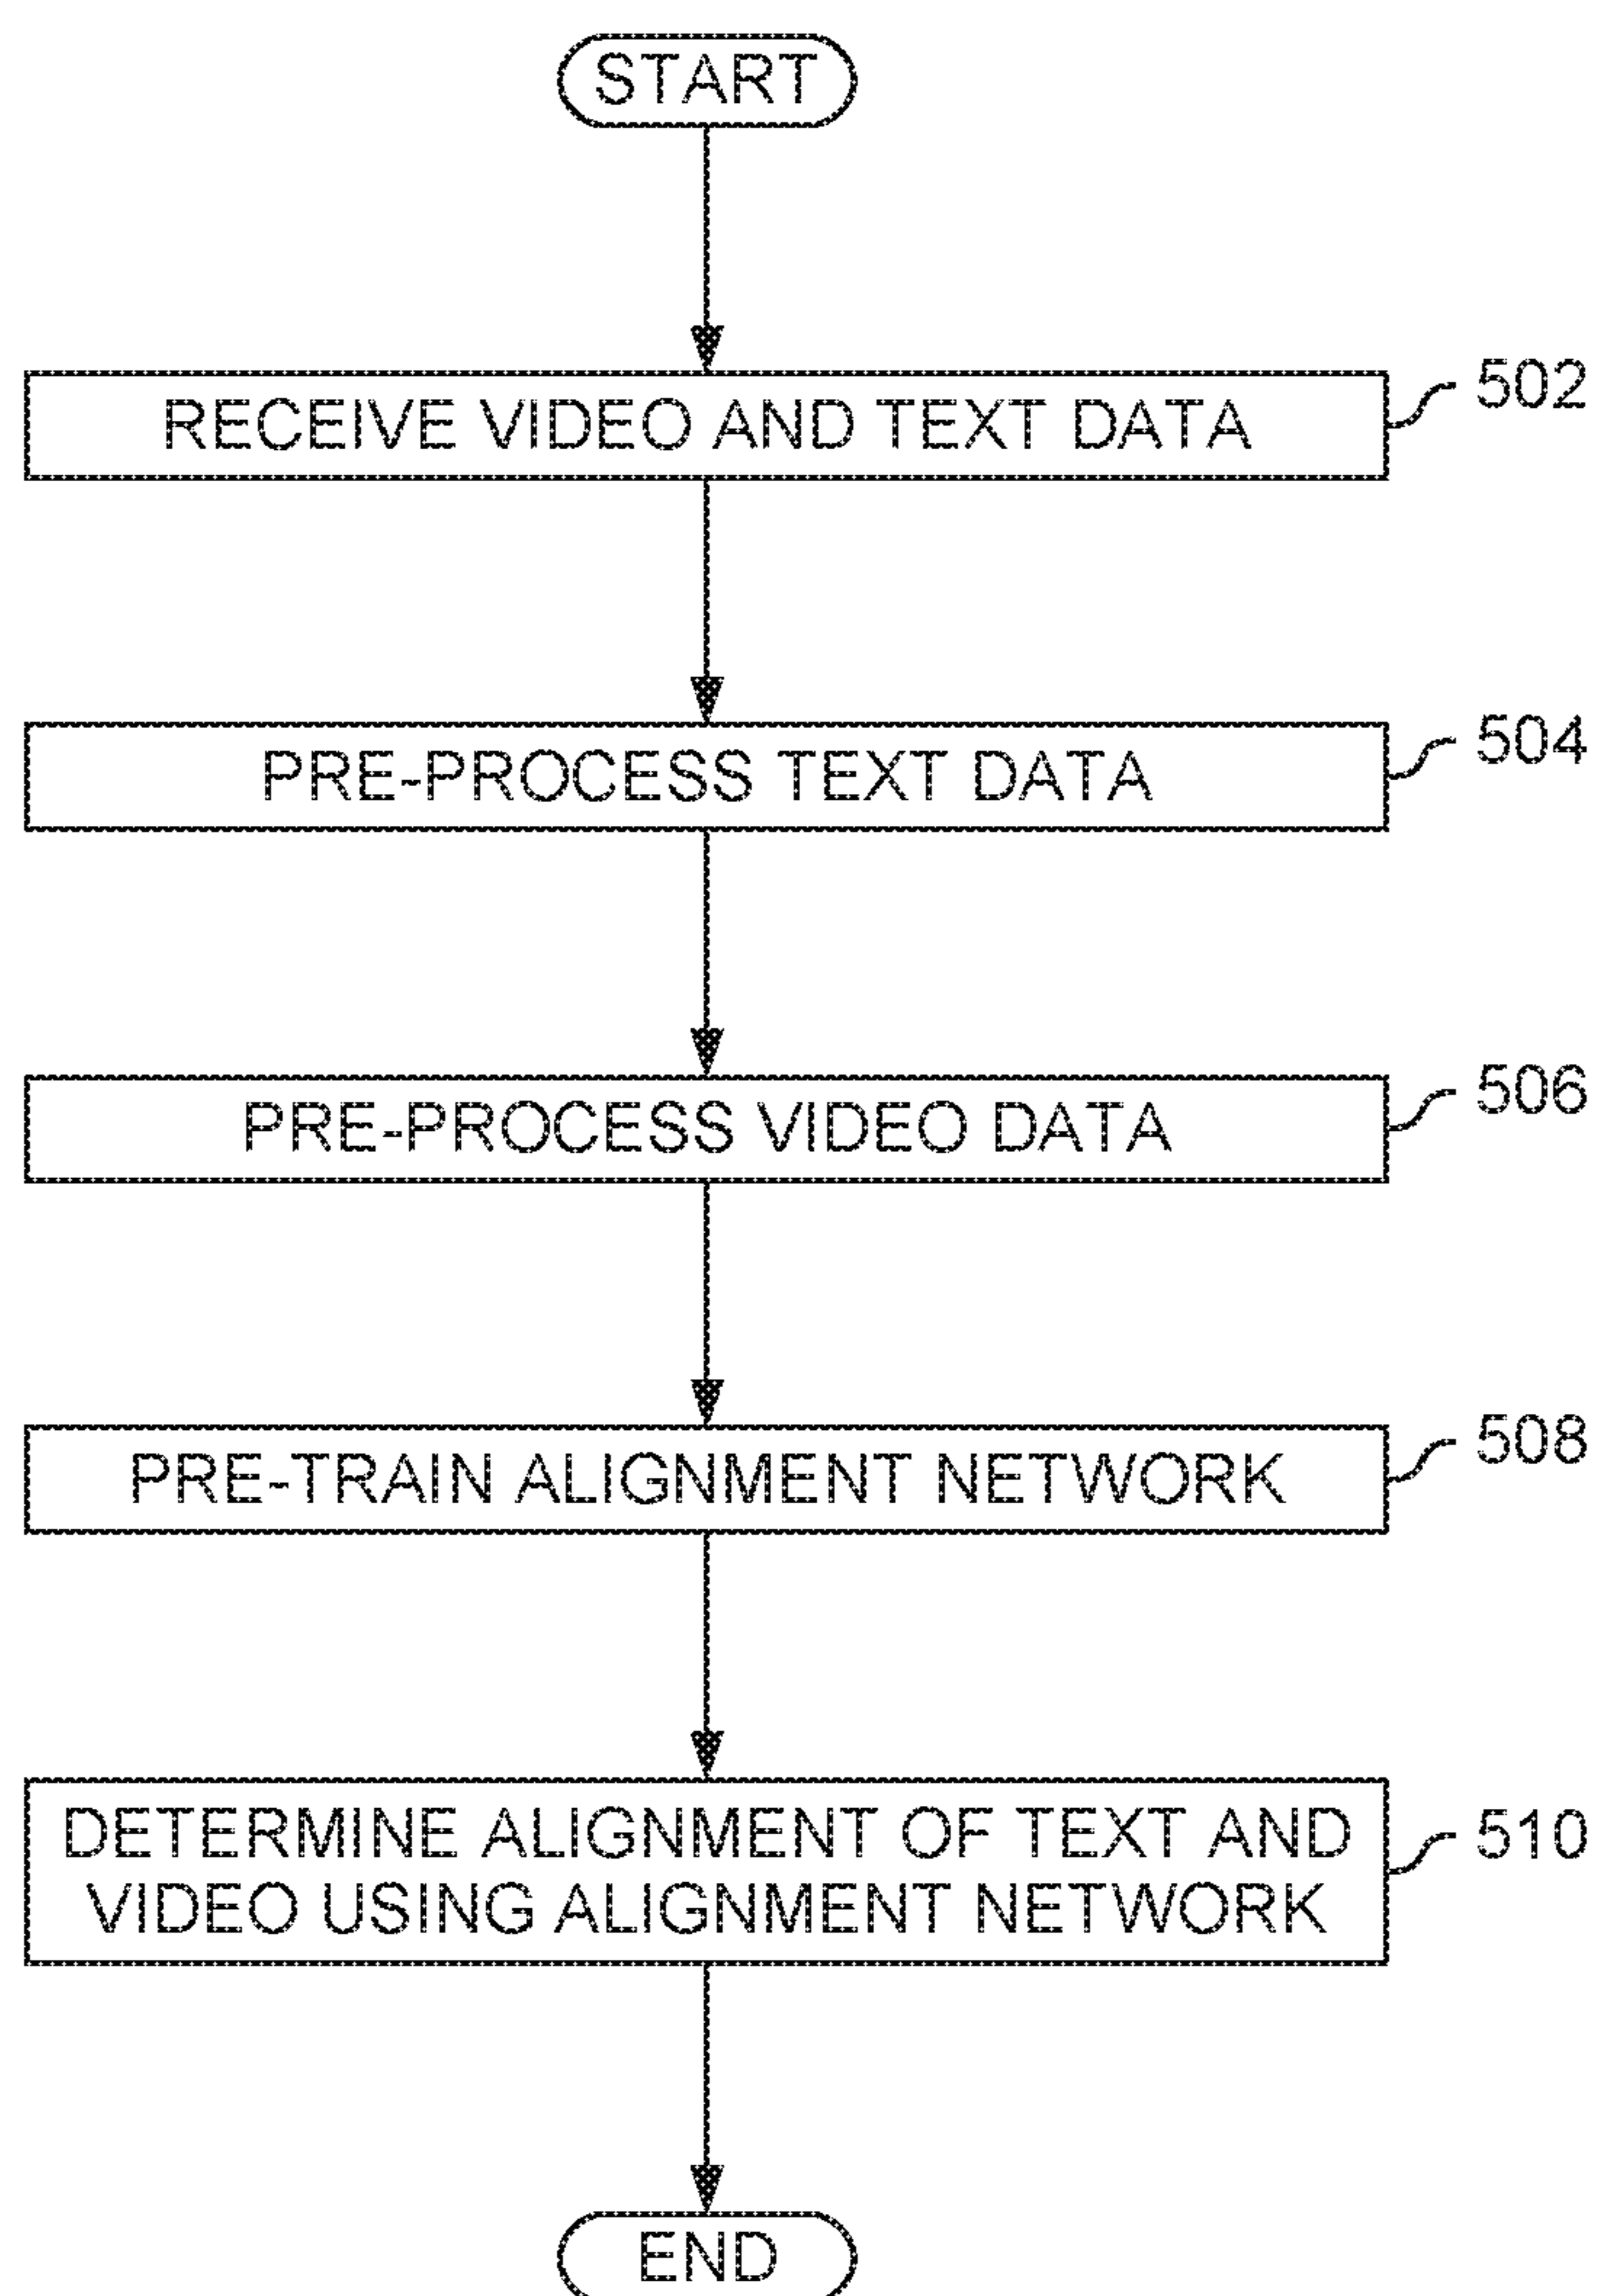 START
RECEIVE VIDEO AND TEXT DATA
502
PRE-PROCESS TEXT DATA
504
PRE-PROCESS VIDEO DATA
506
PRE-TRAIN ALIGNMENT NETWORK
508
DETERMINE ALIGNMENT OF TEXT AND
VIDEO USING ALIGNMENT NETWORK
510
END